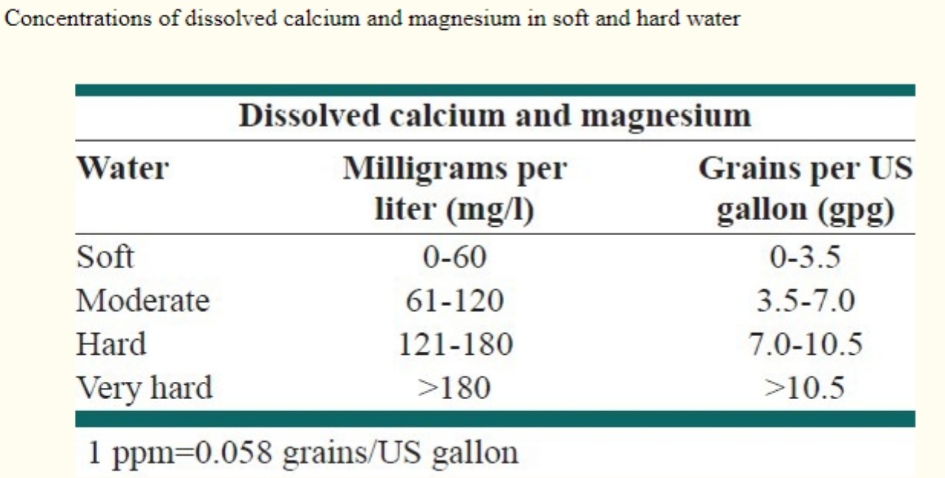 Concentrations of dissolved calcium and magnesium in soft and hard water
Dissolved calcium and magnesium
Water Milligrams per liter (mg/l) Grains per US gallon (gpg)
Soft 0-60 0-3.5
Moderate 61-120 3.5-7.0
Hard 121-180 7.0-10.5
Very hard >180 >10.5
1 ppm=0.058 grains/US gallon